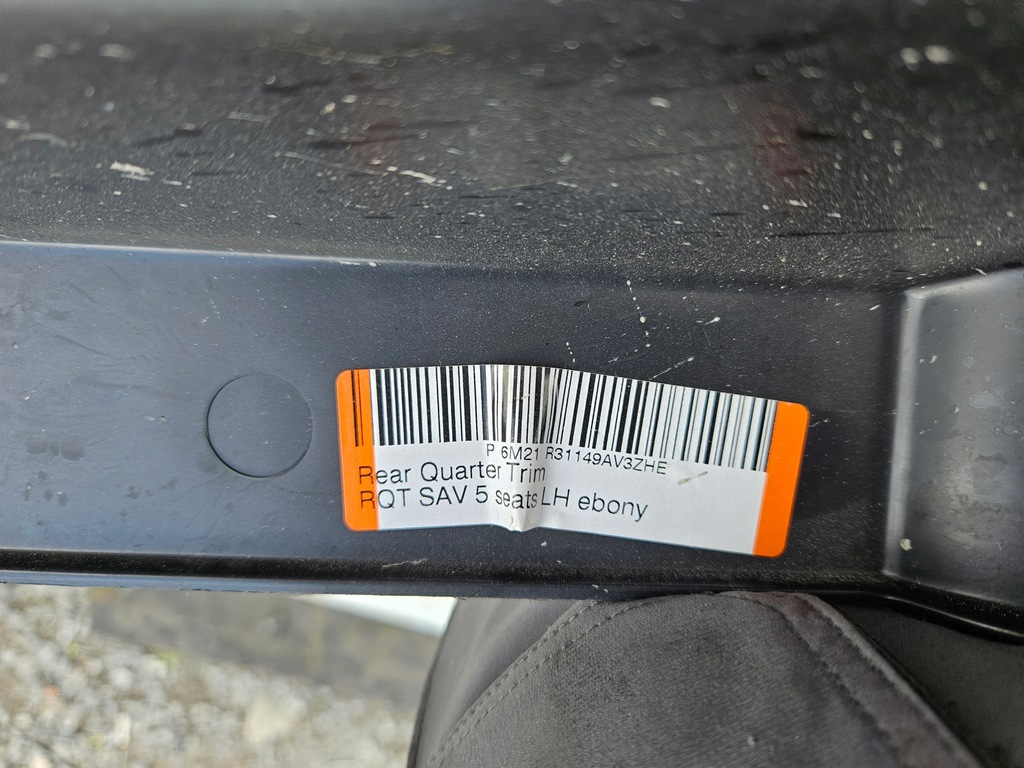 P 6M21 R31149AV3ZHE
Rear Quarter Trim
RQT SAV 5 seats LH ebony